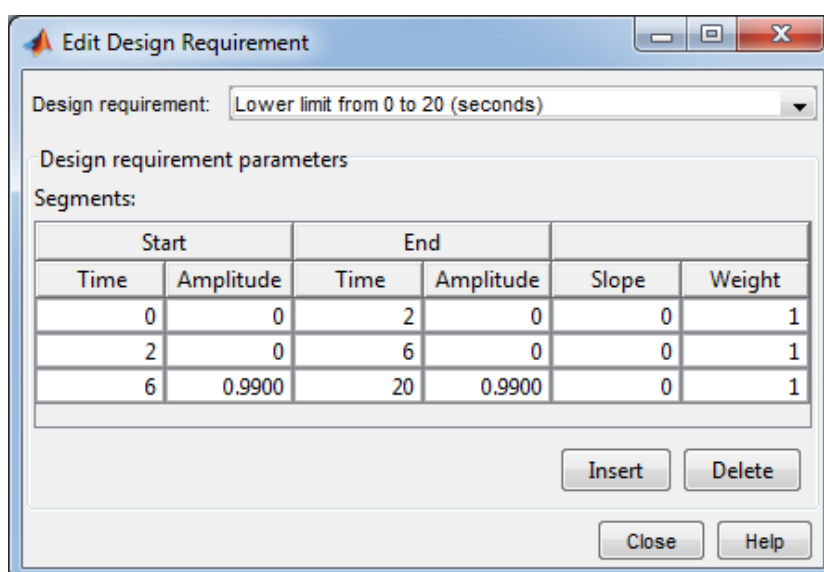 Edit Design Requirement
Design requirement: Lower limit from 0 to 20 (seconds)
Design requirement parameters
Segments:
Start End
Time Amplitude Time Amplitude Slope Weight
0 0 2 0 0 1
2 0 6 0 0 1
6 0.9900 20 0.9900 0 1
Insert Delete
Close Help